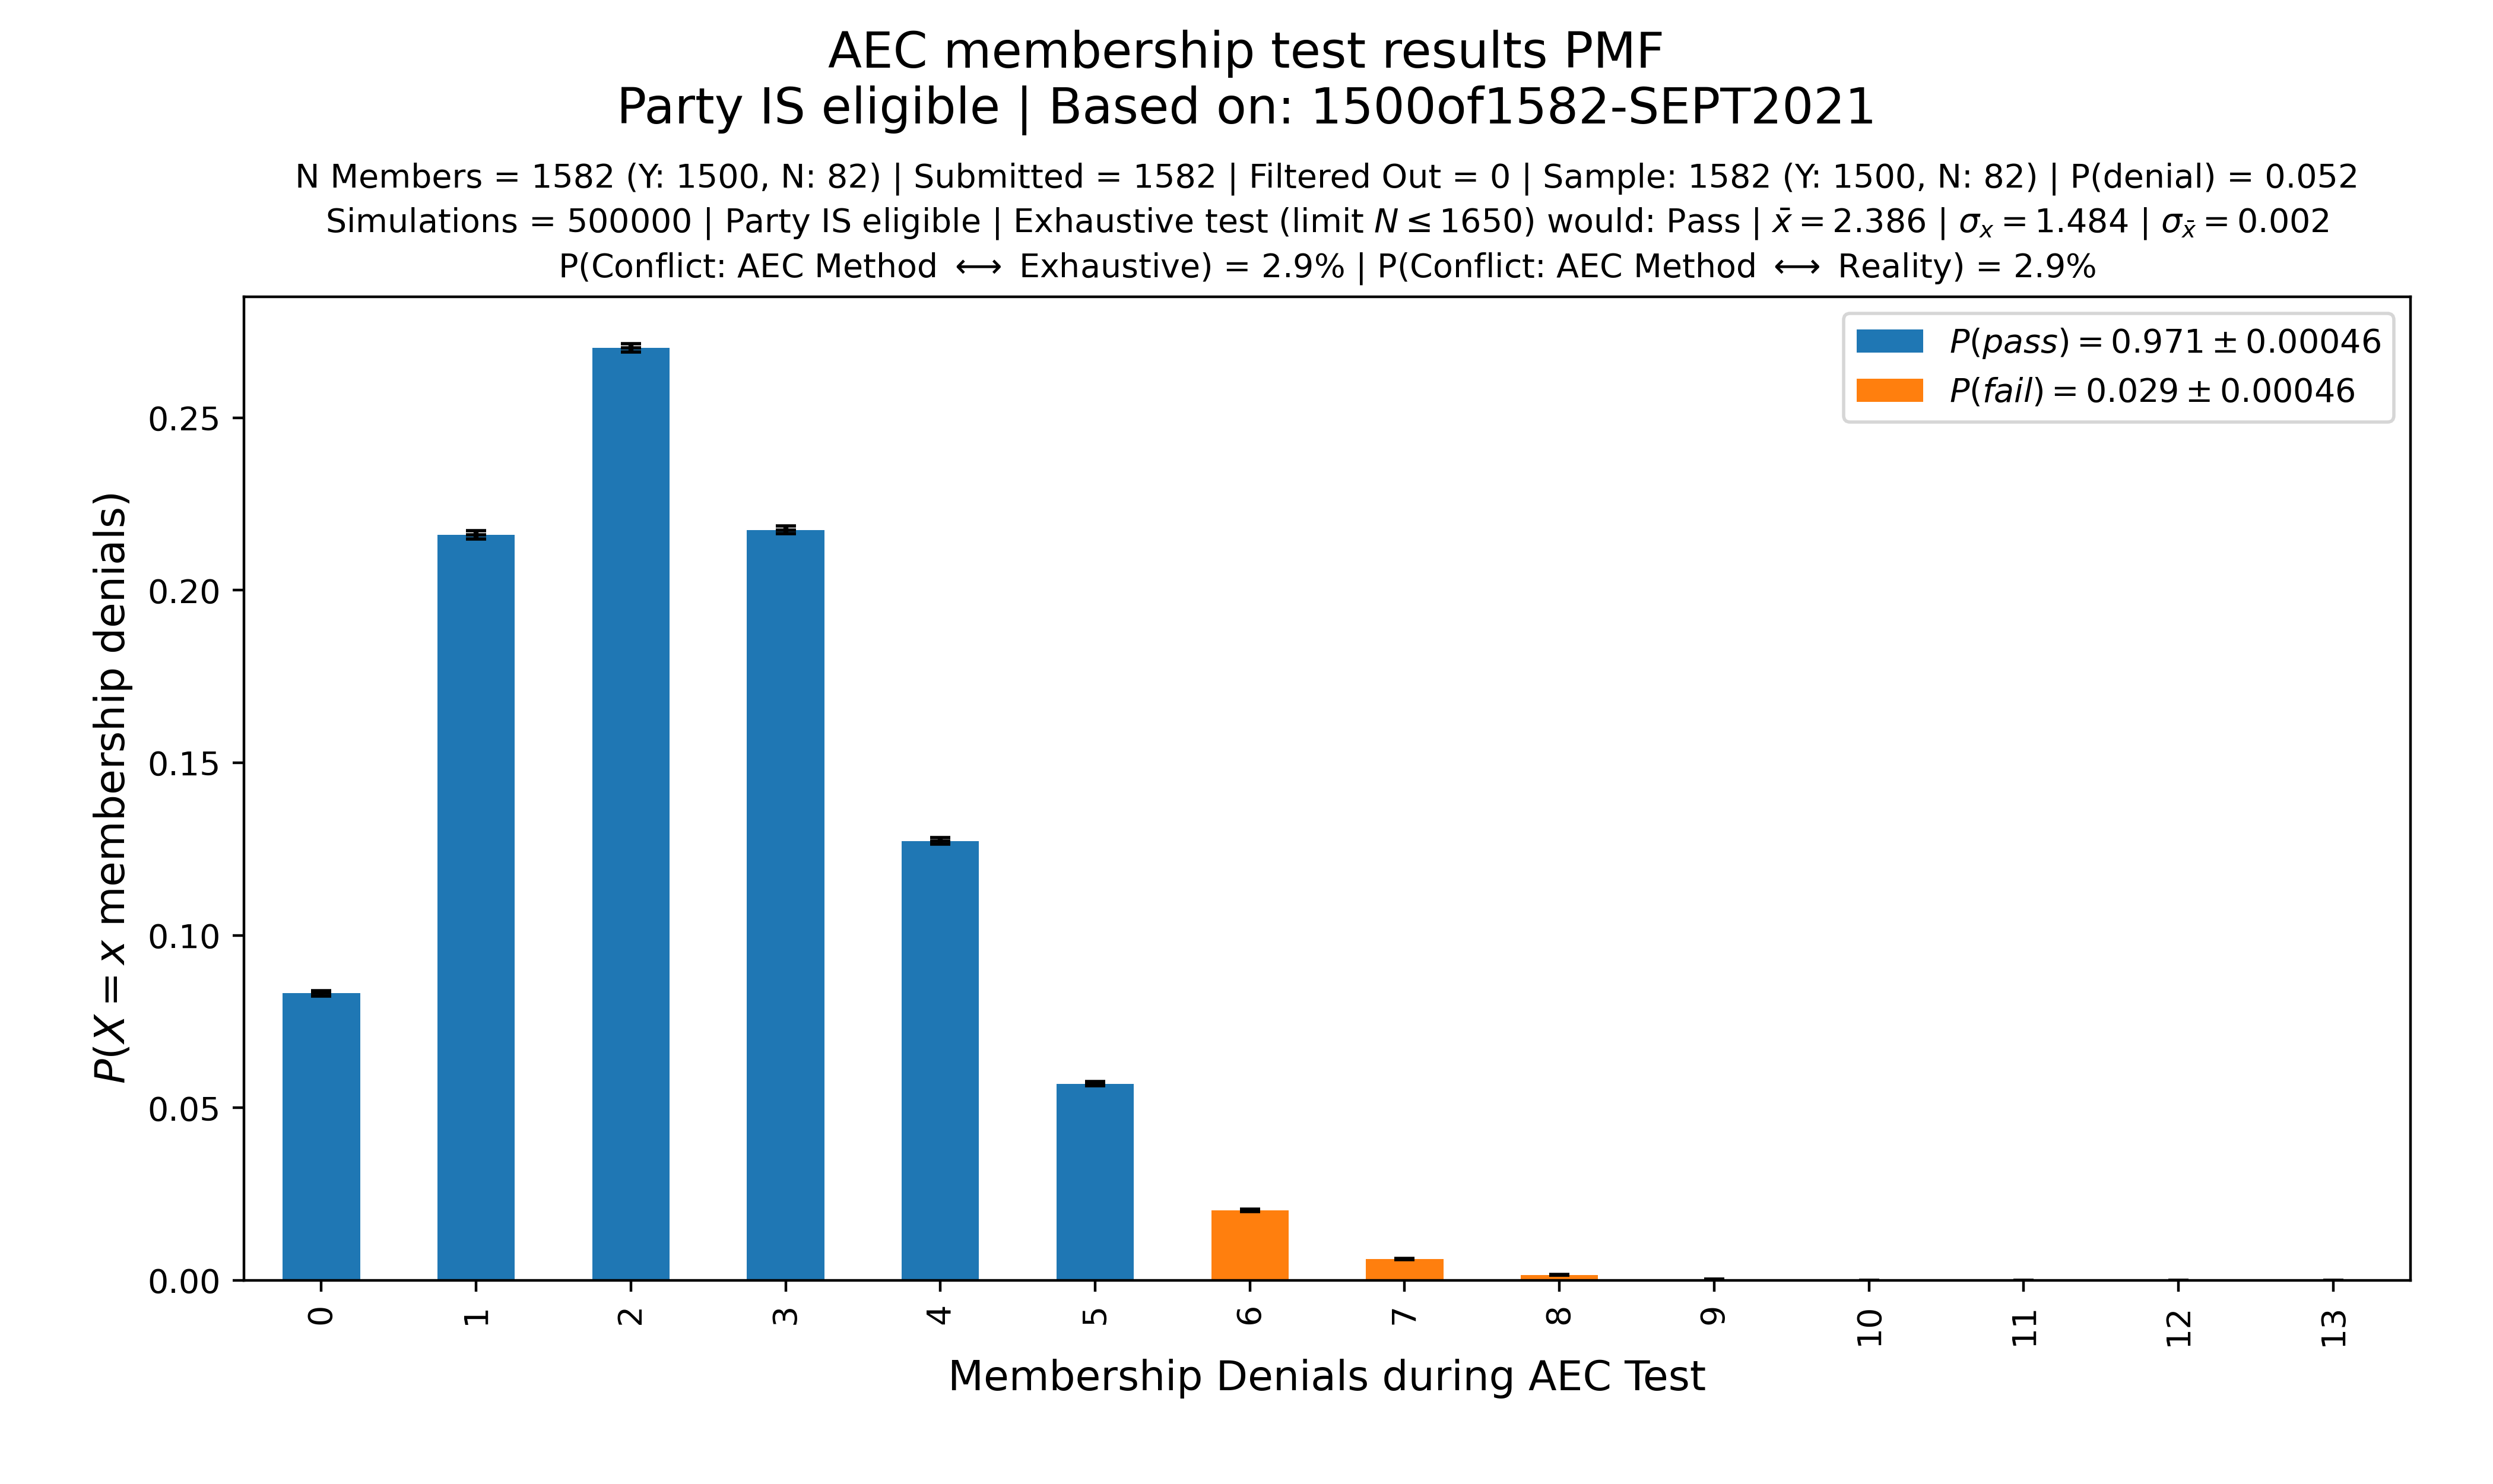 AEC membership test results PMF
Party IS eligible | Based on: 1500of1582-SEPT2021
N Members = 1582 (Y: 1500, N: 82) | Submitted = 1582 | Filtered Out = 0 | Sample: 1582 (Y: 1500, N: 82) | P(denial) = 0.052
Simulations = 500000 | Party IS eligible | Exhaustive test (limit N ≤ 1650) would: Pass | x̄ = 2.386 | σₓ = 1.484 | σ_x̄ = 0.002
P(Conflict: AEC Method ⟷ Exhaustive) = 2.9% | P(Conflict: AEC Method ⟷ Reality) = 2.9%
P(pass) = 0.971 ± 0.00046
P(fail) = 0.029 ± 0.00046
P(X = x membership denials)
0.25
0.20
0.15
0.10
0.05
0.00
0 1 2 3 4 5 6 7 8 9 10 11 12 13
Membership Denials during AEC Test